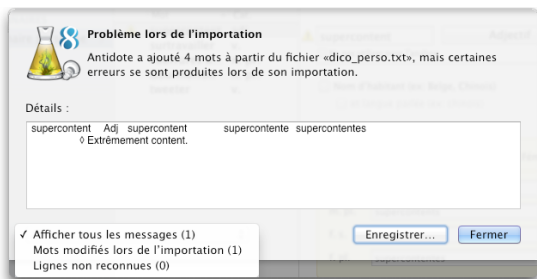 Problème lors de l'importation
Antidote a ajouté 4 mots à partir du fichier «dico_perso.txt», mais certaines
erreurs se sont produites lors de son importation.
Détails :
supercontent Adj supercontent supercontente supercontentes
◊ Extrêmement content.
✓ Afficher tous les messages (1)
Mots modifiés lors de l'importation (1)
Lignes non reconnues (0)
Enregistrer... Fermer